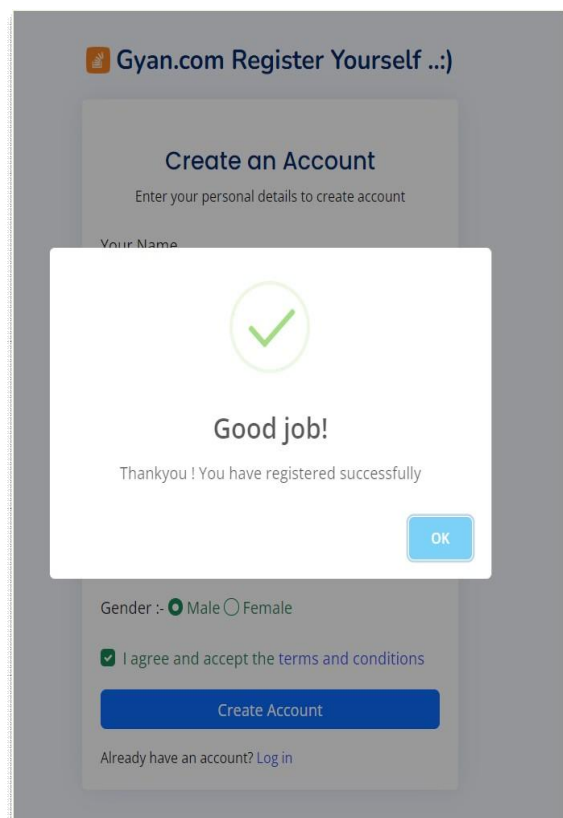 Gyan.com Register Yourself ..:)
Create an Account
Enter your personal details to create account
Your Name
Good job!
Thankyou ! You have registered successfully
OK
Gender :- Male Female
I agree and accept the terms and conditions
Create Account
Already have an account? Log in